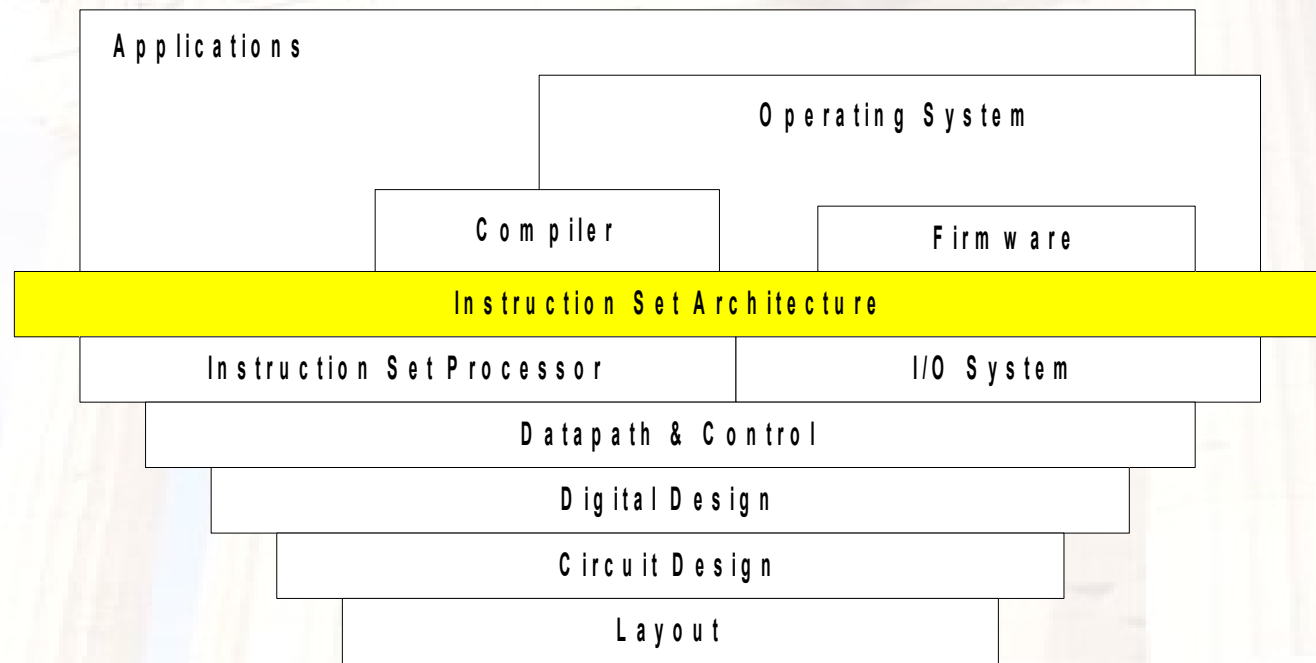 Applications
Operating System
Compiler
Firmware
Instruction Set Architecture
Instruction Set Processor
I/O System
Datapath & Control
Digital Design
Circuit Design
Layout